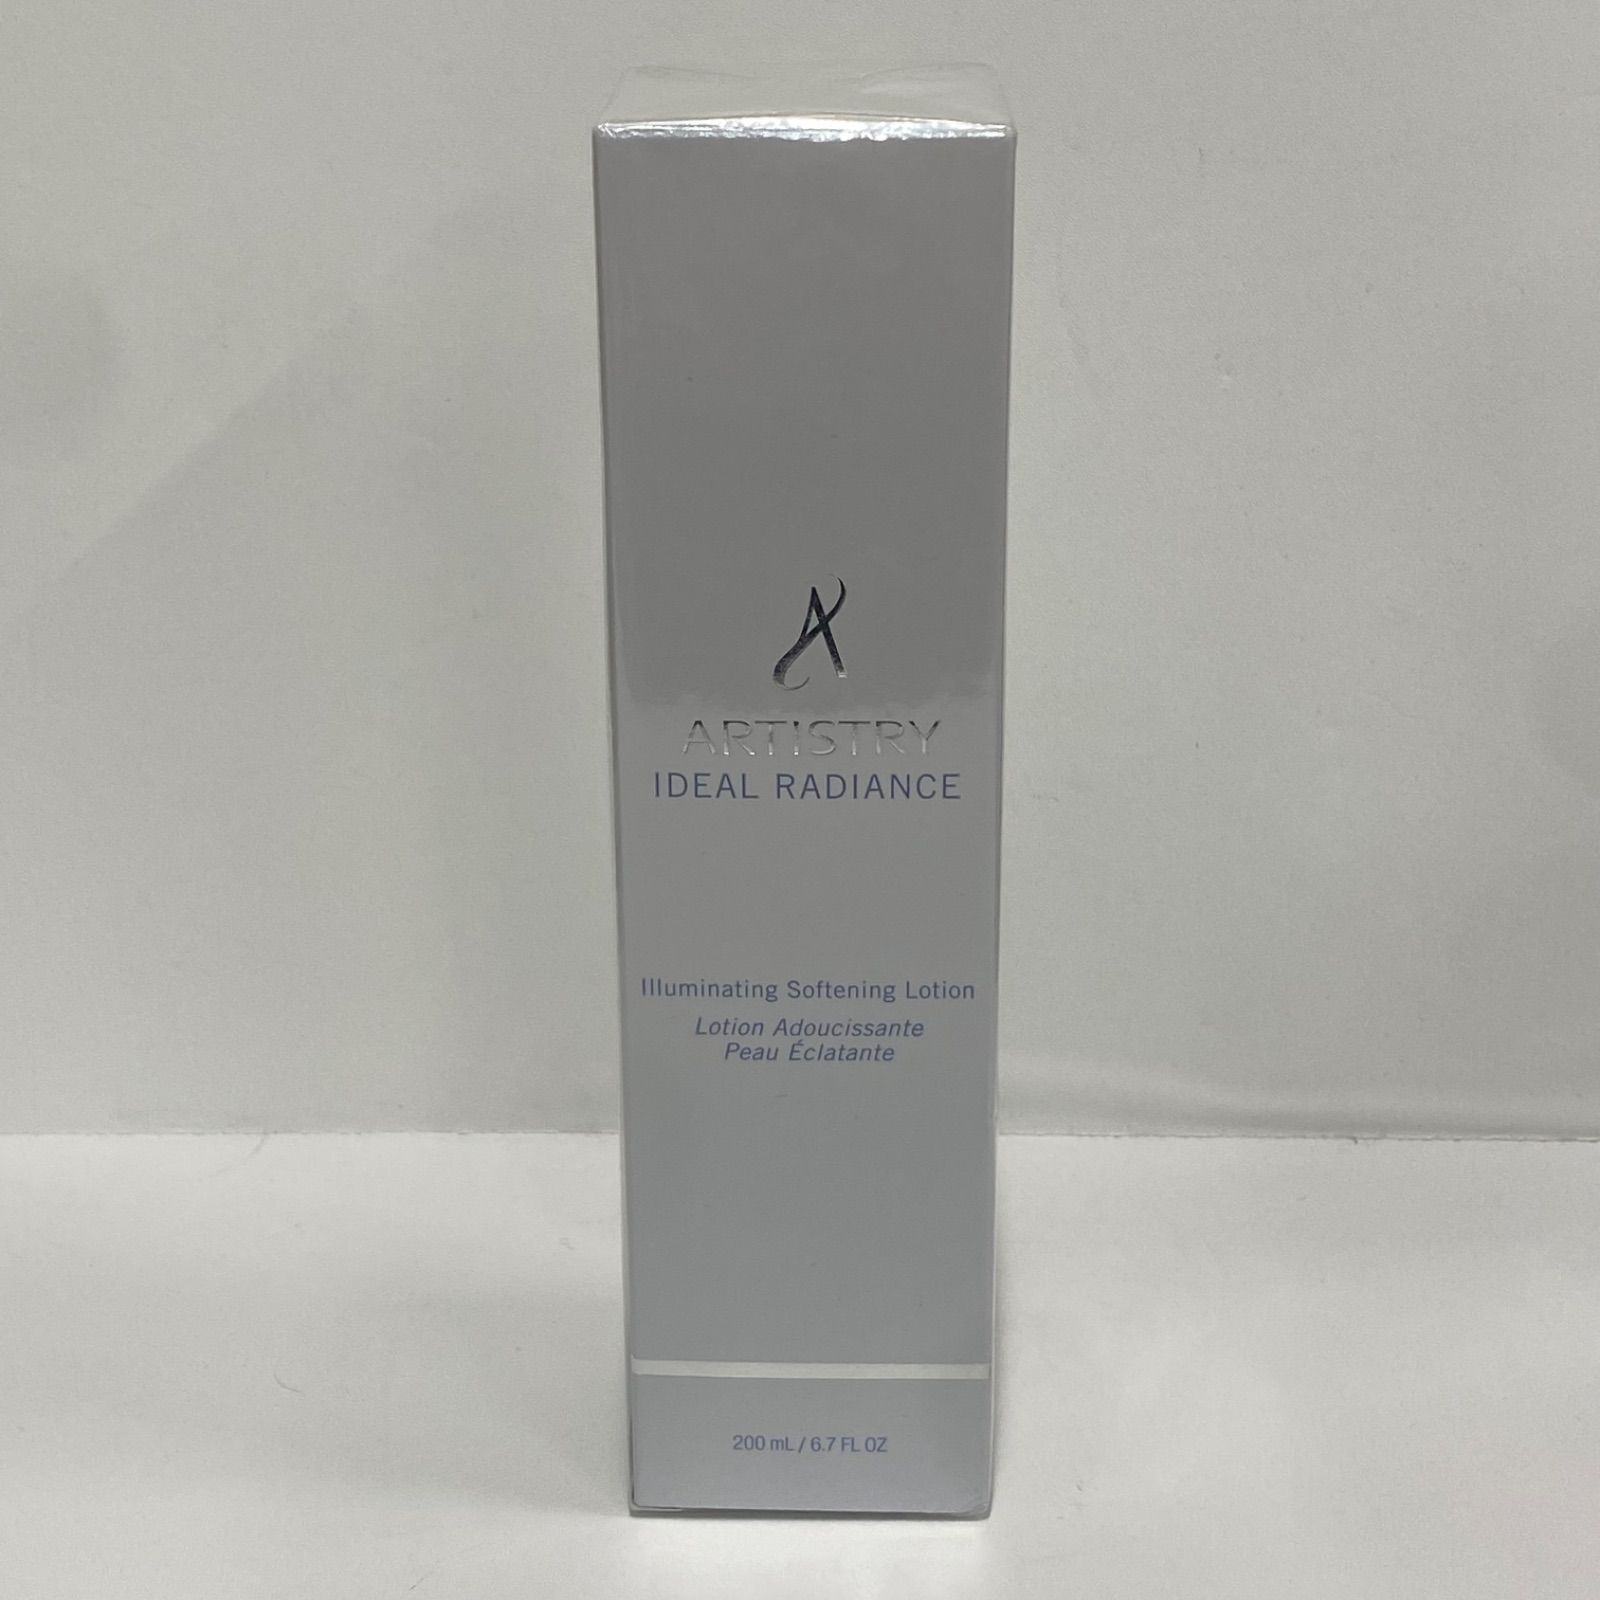 ARTISTRY
IDEAL RADIANCE
Illuminating Softening Lotion
Lotion Adoucissante
Peau Éclatante
200 mL / 6.7 FL OZ